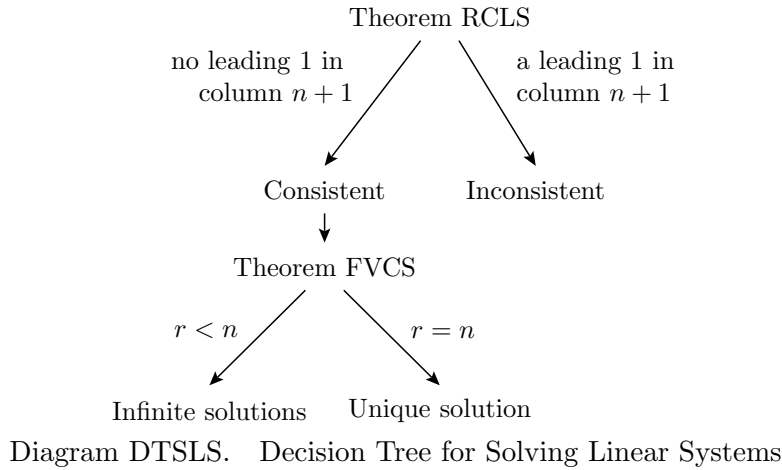 Theorem RCLS
no leading 1 in
column n + 1
a leading 1 in
column n + 1
Consistent
Inconsistent
Theorem FVCS
r < n
r = n
Infinite solutions
Unique solution
Diagram DTSLS. Decision Tree for Solving Linear Systems